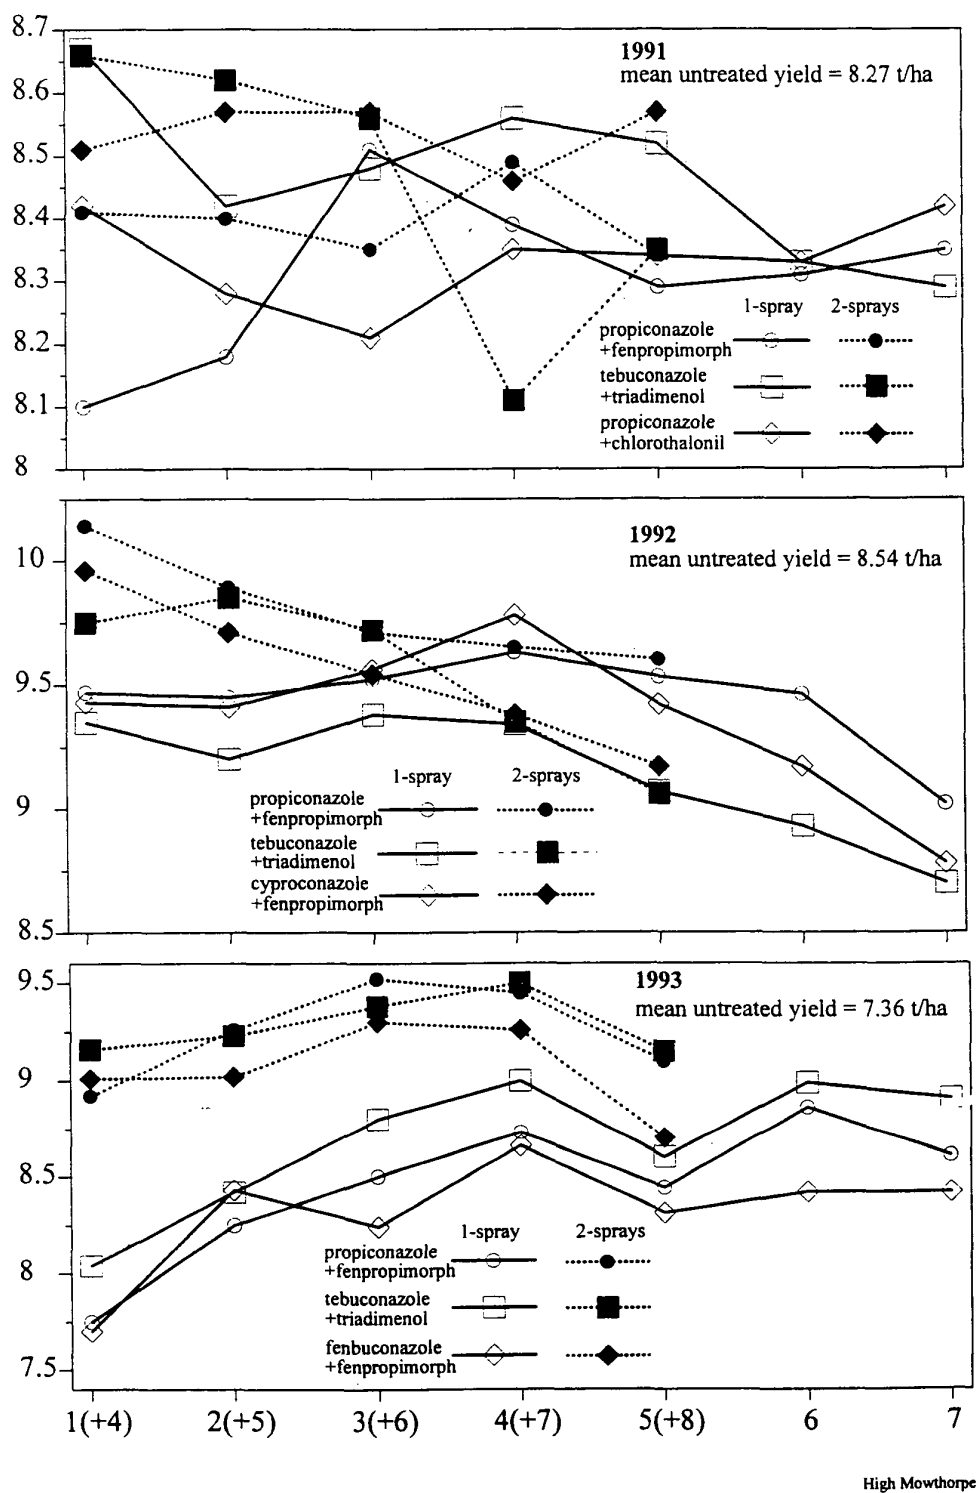 8.7
8.6
8.5
8.4
8.3
8.2
8.1
8
1991
mean untreated yield = 8.27 t/ha
1-spray 2-sprays
propiconazole
+fenpropimorph
tebuconazole
+triadimenol
propiconazole
+chlorothalonil
10
9.5
9
8.5
1992
mean untreated yield = 8.54 t/ha
1-spray 2-sprays
propiconazole
+fenpropimorph
tebuconazole
+triadimenol
cyproconazole
+fenpropimorph
9.5
9
8.5
8
7.5
1993
mean untreated yield = 7.36 t/ha
1-spray 2-sprays
propiconazole
+fenpropimorph
tebuconazole
+triadimenol
fenbuconazole
+fenpropimorph
1(+4) 2(+5) 3(+6) 4(+7) 5(+8) 6 7
High Mowthorpe